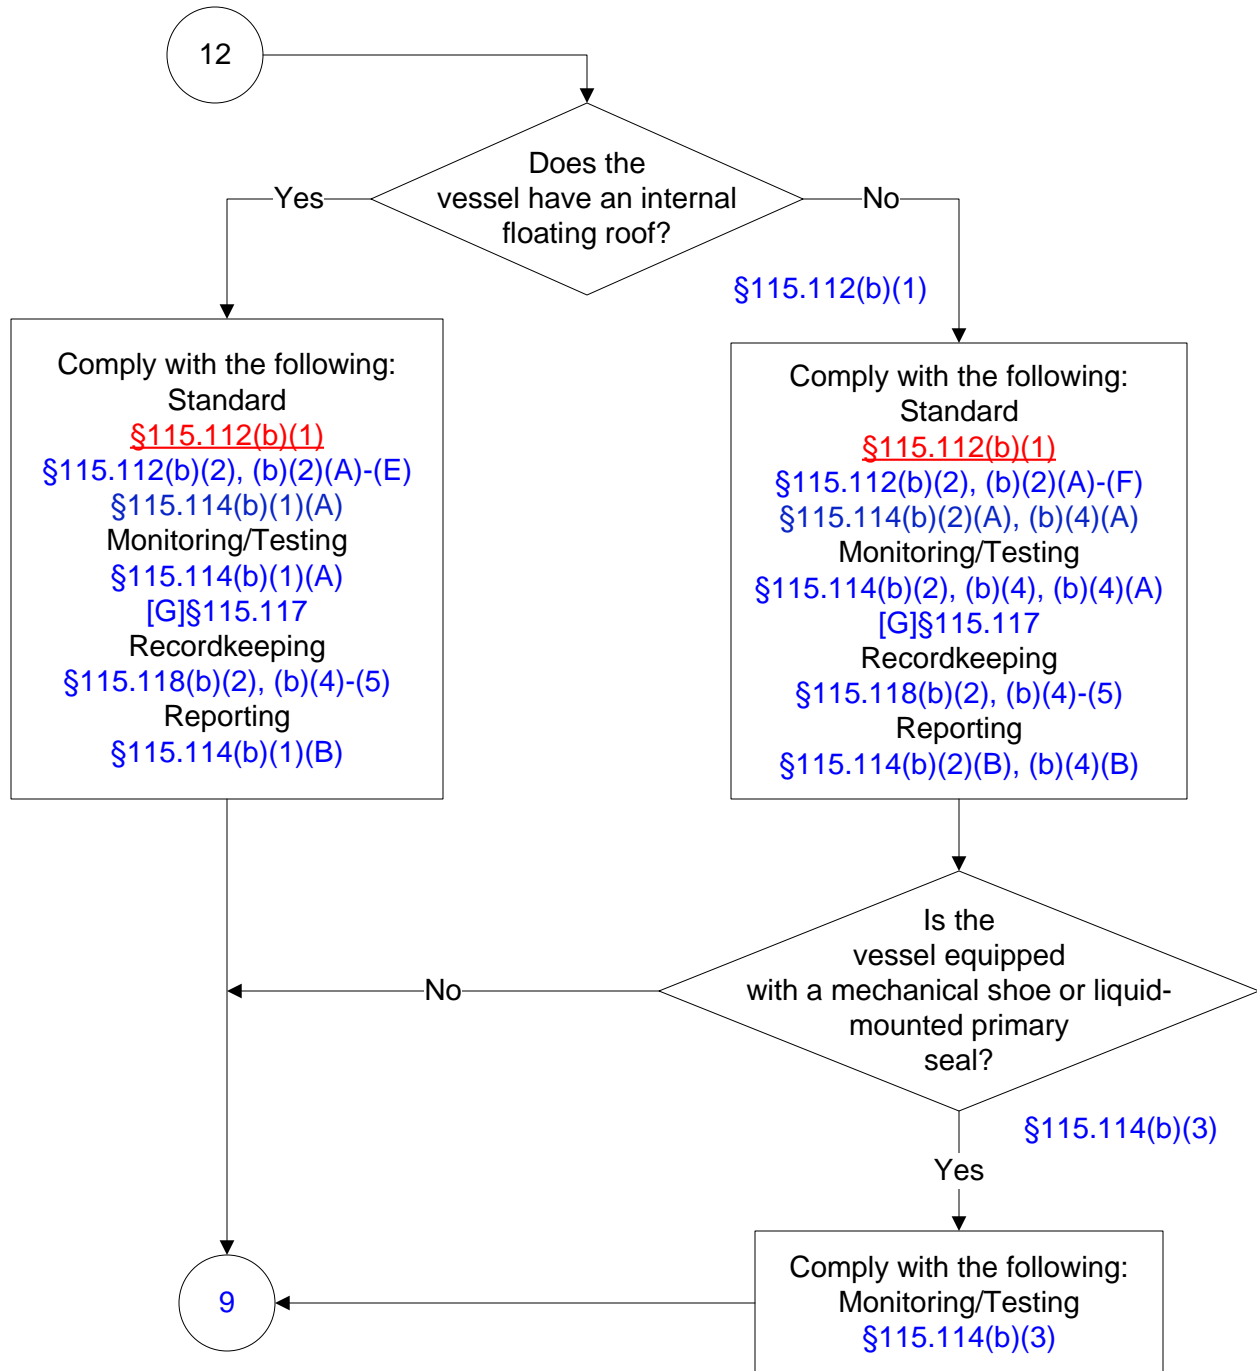 12
Does the
vessel have an internal
floating roof?
Yes
No
§115.112(b)(1)
Comply with the following:
Standard
§115.112(b)(1)
§115.112(b)(2), (b)(2)(A)-(E)
§115.114(b)(1)(A)
Monitoring/Testing
§115.114(b)(1)(A)
[G]§115.117
Recordkeeping
§115.118(b)(2), (b)(4)-(5)
Reporting
§115.114(b)(1)(B)
Comply with the following:
Standard
§115.112(b)(1)
§115.112(b)(2), (b)(2)(A)-(F)
§115.114(b)(2)(A), (b)(4)(A)
Monitoring/Testing
§115.114(b)(2), (b)(4), (b)(4)(A)
[G]§115.117
Recordkeeping
§115.118(b)(2), (b)(4)-(5)
Reporting
§115.114(b)(2)(B), (b)(4)(B)
Is the
vessel equipped
with a mechanical shoe or liquid-
mounted primary
seal?
No
§115.114(b)(3)
Yes
Comply with the following:
Monitoring/Testing
§115.114(b)(3)
9